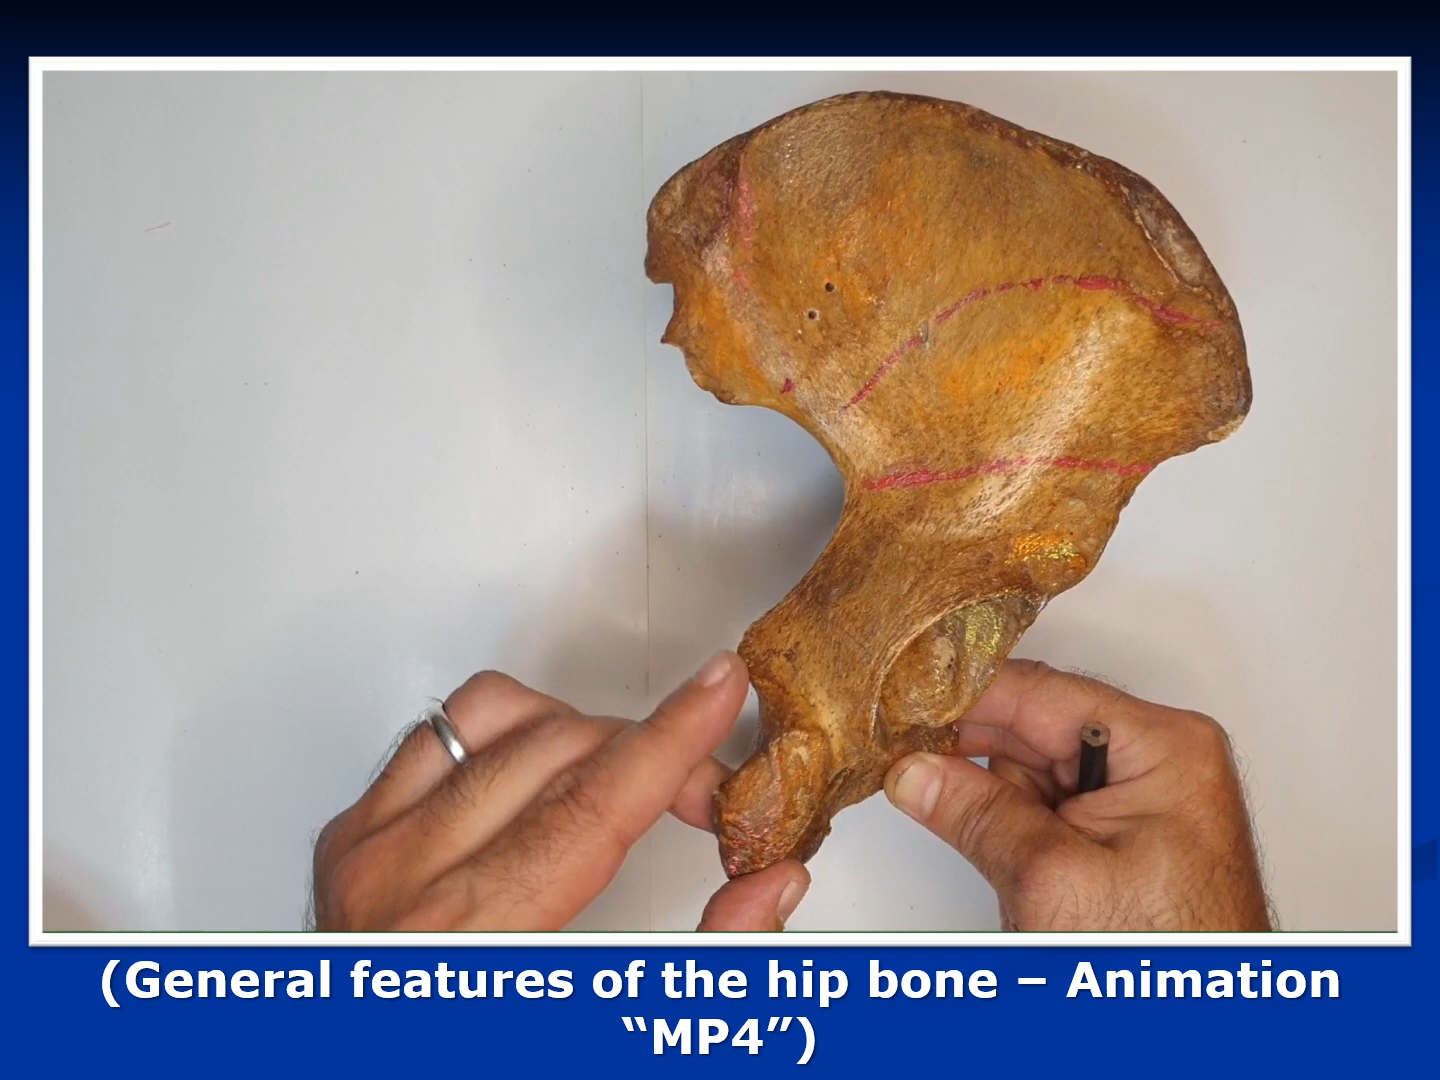 (General features of the hip bone – Animation
“MP4”)